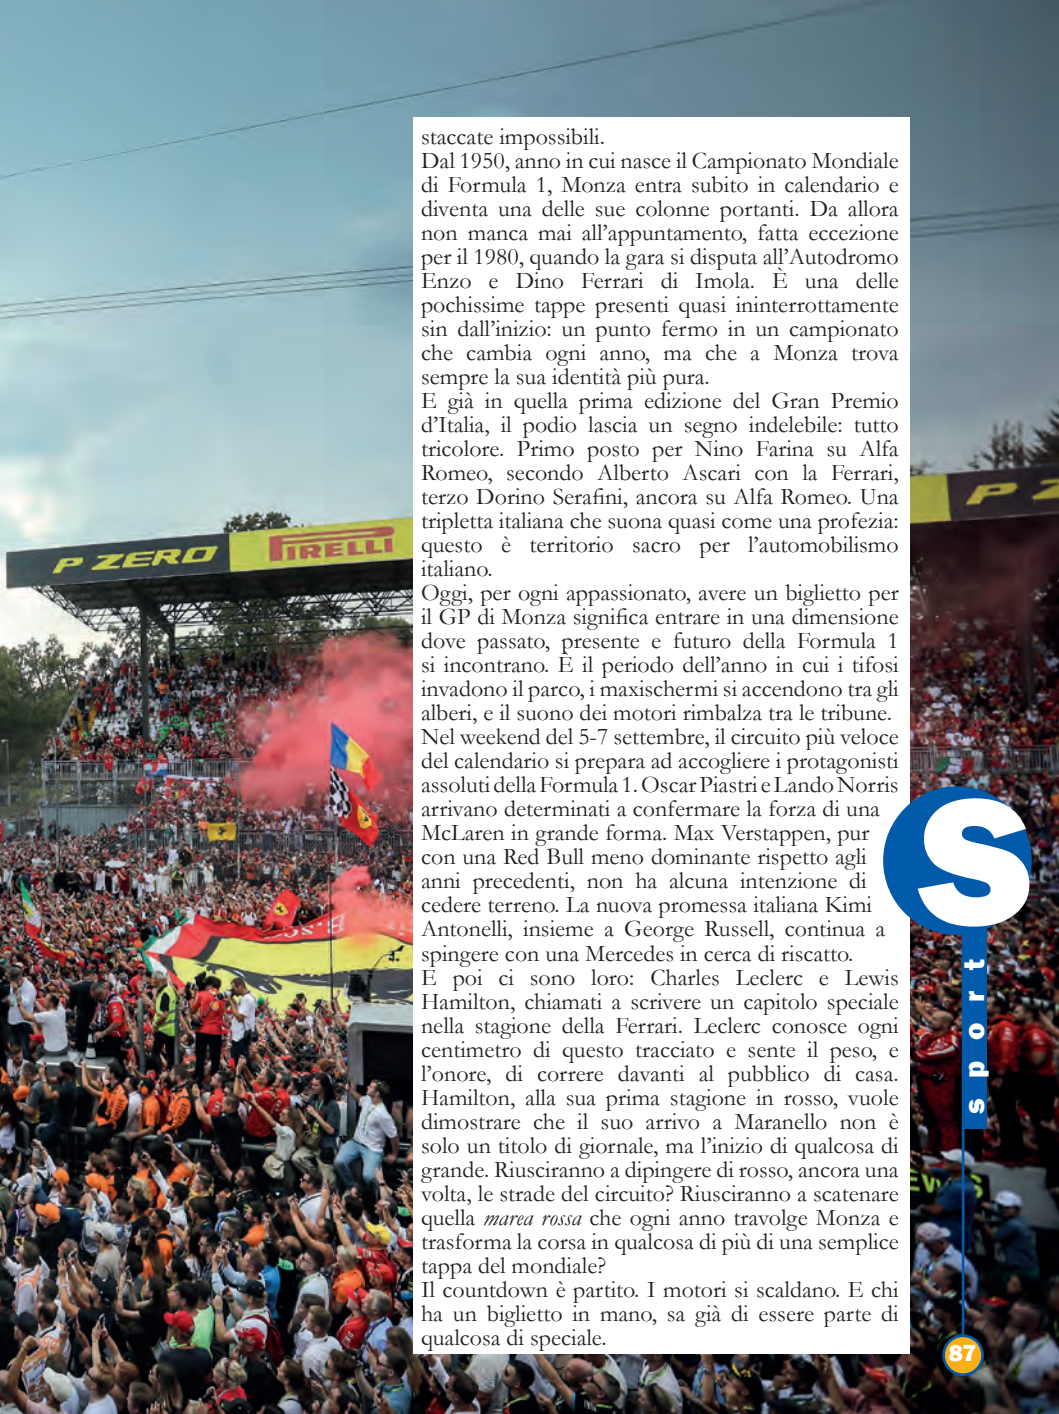 staccate impossibili.
Dal 1950, anno in cui nasce il Campionato Mondiale
di Formula 1, Monza entra subito in calendario e
diventa una delle sue colonne portanti. Da allora
non manca mai all’appuntamento, fatta eccezione
per il 1980, quando la gara si disputa all’Autodromo
Enzo e Dino Ferrari di Imola. È una delle
pochissime tappe presenti quasi ininterrottamente
sin dall’inizio: un punto fermo in un campionato
che cambia ogni anno, ma che a Monza trova
sempre la sua identità più pura.
E già in quella prima edizione del Gran Premio
d’Italia, il podio lascia un segno indelebile: tutto
tricolore. Primo posto per Nino Farina su Alfa
Romeo, secondo Alberto Ascari con la Ferrari,
terzo Dorino Serafini, ancora su Alfa Romeo. Una
tripletta italiana che suona quasi come una profezia:
questo è territorio sacro per l’automobilismo
italiano.
Oggi, per ogni appassionato, avere un biglietto per
il GP di Monza significa entrare in una dimensione
dove passato, presente e futuro della Formula 1
si incontrano. È il periodo dell’anno in cui i tifosi
invadono il parco, i maxischermi si accendono tra gli
alberi, e il suono dei motori rimbalza tra le tribune.
Nel weekend del 5-7 settembre, il circuito più veloce
del calendario si prepara ad accogliere i protagonisti
assoluti della Formula 1. Oscar Piastri e Lando Norris
arrivano determinati a confermare la forza di una
McLaren in grande forma. Max Verstappen, pur
con una Red Bull meno dominante rispetto agli
anni precedenti, non ha alcuna intenzione di
cedere terreno. La nuova promessa italiana Kimi
Antonelli, insieme a George Russell, continua a
spingere con una Mercedes in cerca di riscatto.
E poi ci sono loro: Charles Leclerc e Lewis
Hamilton, chiamati a scrivere un capitolo speciale
nella stagione della Ferrari. Leclerc conosce ogni
centimetro di questo tracciato e sente il peso, e
l’onore, di correre davanti al pubblico di casa.
Hamilton, alla sua prima stagione in rosso, vuole
dimostrare che il suo arrivo a Maranello non è
solo un titolo di giornale, ma l’inizio di qualcosa di
grande. Riusciranno a dipingere di rosso, ancora una
volta, le strade del circuito? Riusciranno a scatenare
quella marea rossa che ogni anno travolge Monza e
trasforma la corsa in qualcosa di più di una semplice
tappa del mondiale?
Il countdown è partito. I motori si scaldano. E chi
ha un biglietto in mano, sa già di essere parte di
qualcosa di speciale.
P ZERO
PIRELLI
P Z
S
sport
87